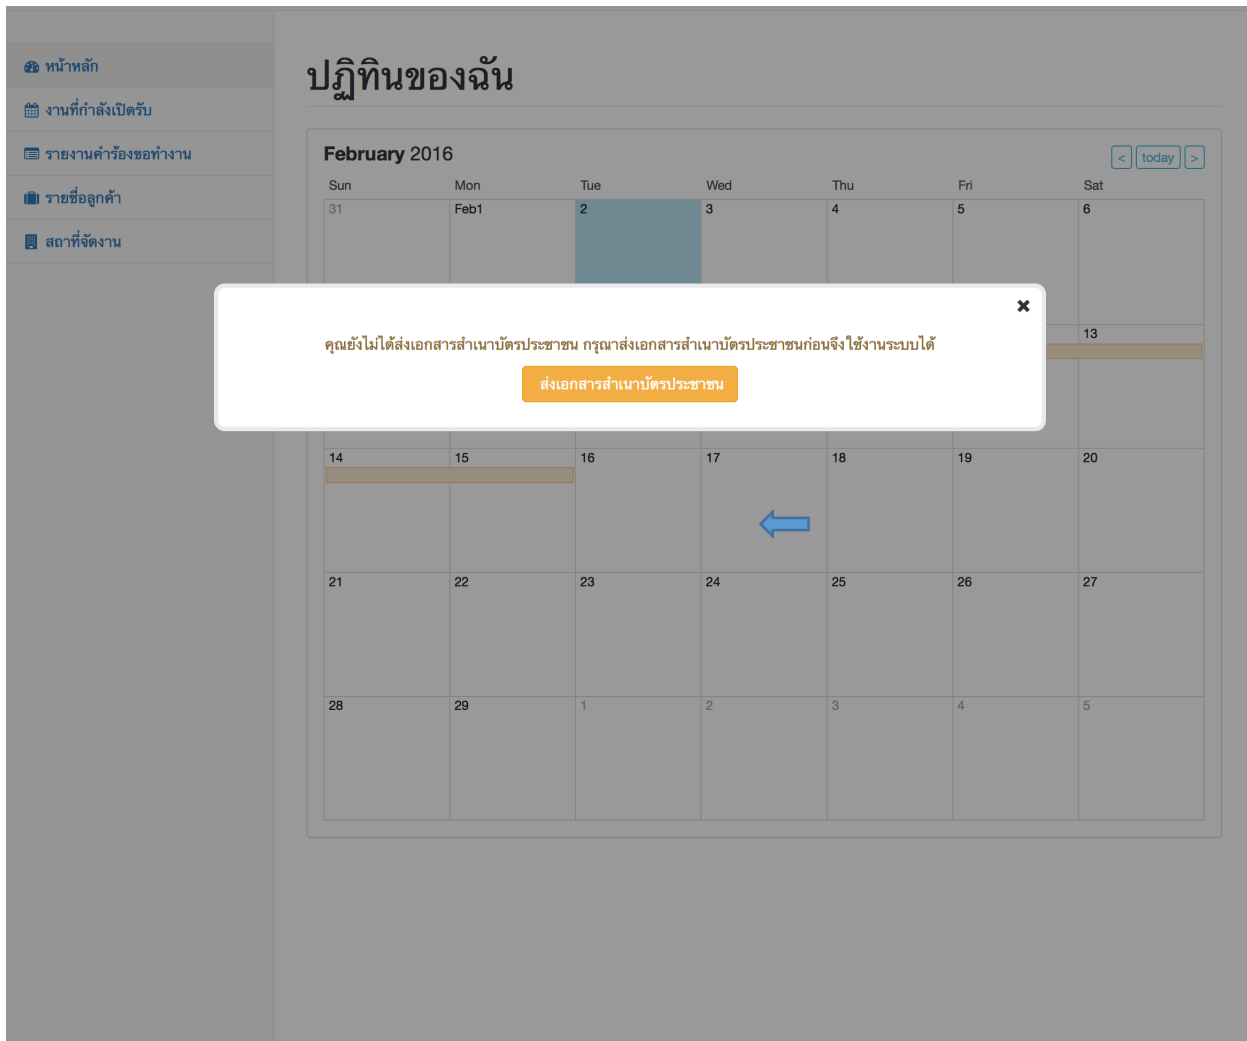 หน้าหลัก
งานที่กำลังเปิดรับ
รายงานคำร้องขอทำงาน
รายชื่อลูกค้า
สถาที่จัดงาน
ปฏิทินของฉัน
February 2016
< today >
Sun Mon Tue Wed Thu Fri Sat
31 Feb1 2 3 4 5 6
คุณยังไม่ได้ส่งเอกสารสำเนาบัตรประชาชน กรุณาส่งเอกสารสำเนาบัตรประชาชนก่อนจึงใช้งานระบบได้
ส่งเอกสารสำเนาบัตรประชาชน
13
14 15 16 17 18 19 20
21 22 23 24 25 26 27
28 29 1 2 3 4 5